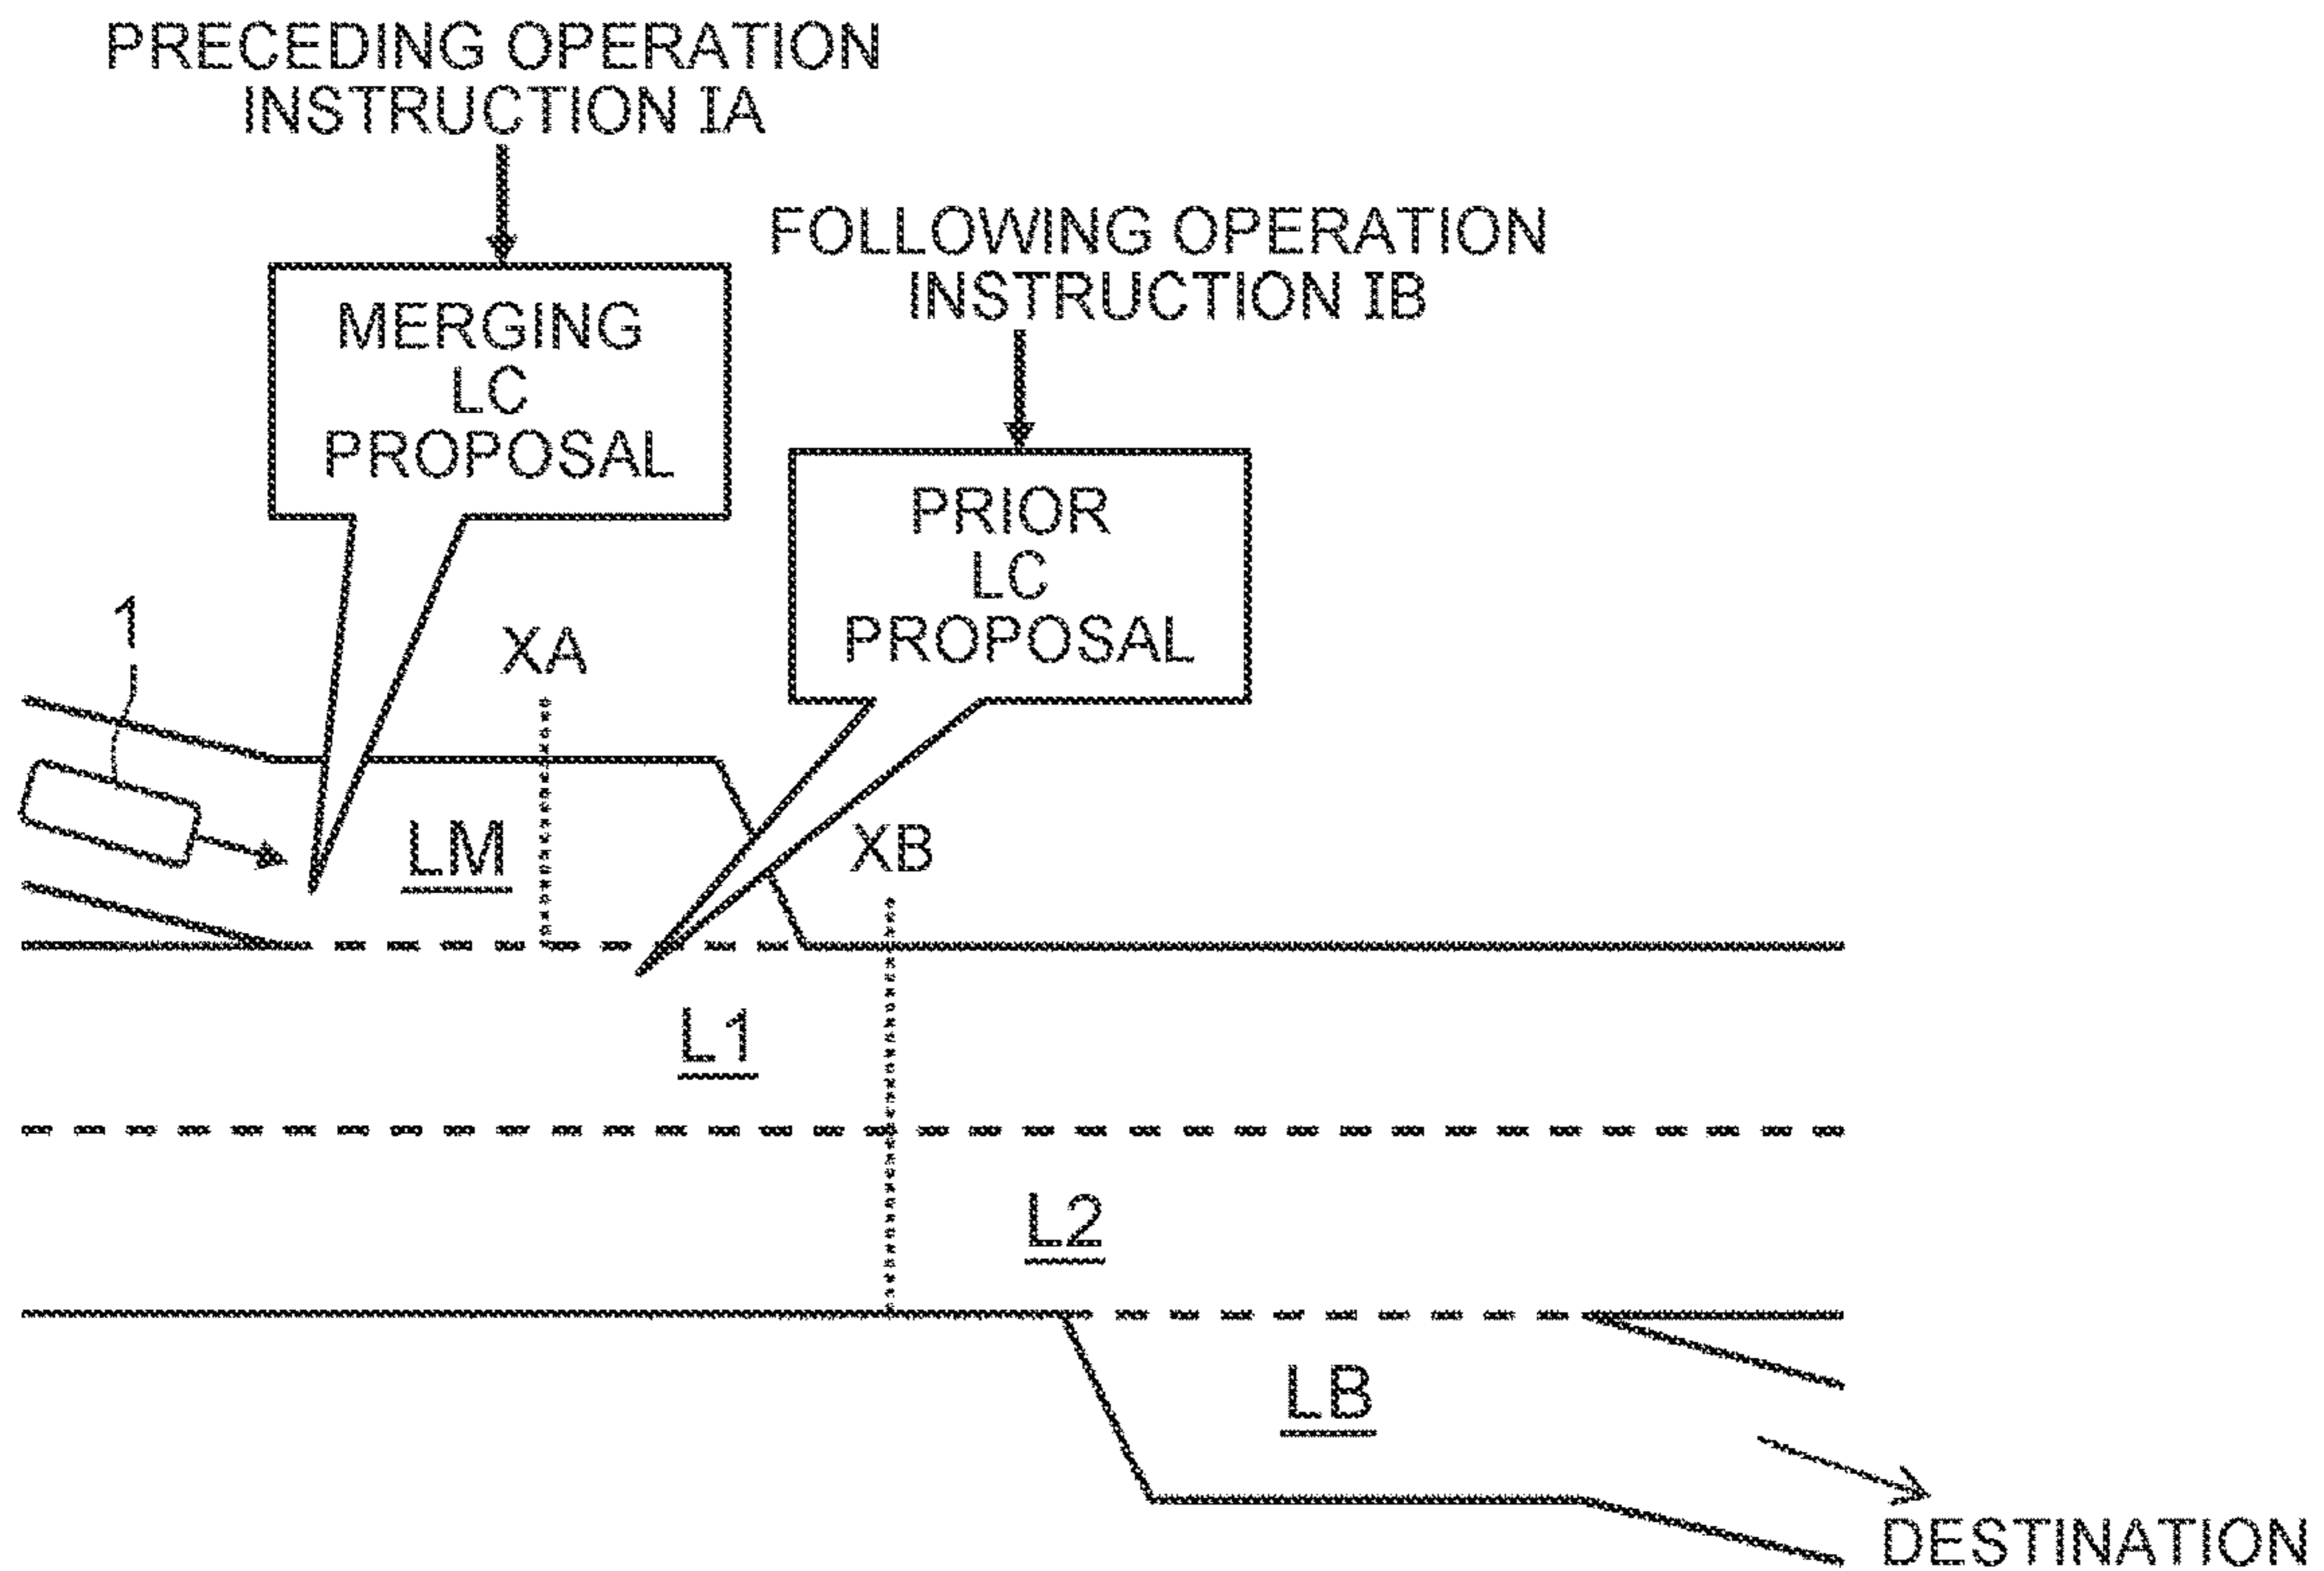 PRECEDING OPERATION
INSTRUCTION IA
FOLLOWING OPERATION
INSTRUCTION IB
MERGING
LC
PROPOSAL
PRIOR
LC
PROPOSAL
1
XA
LM
XB
L1
L2
LB
DESTINATION